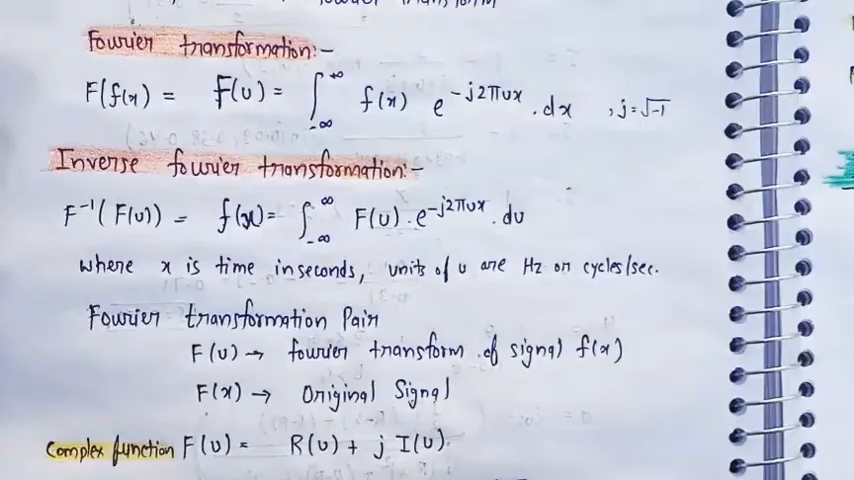 Fourier transformation:-
F(f(x) = F(u) = ∫_{-∞}^{+∞} f(x) e^{-j2πux} .dx , j=√-1
Inverse fourier transformation:-
F^{-1}(F(u)) = f(x) = ∫_{-∞}^{∞} F(u).e^{-j2πux}.du
where x is time in seconds, units of u are Hz or cycles/sec.
Fourier transformation Pair
F(u) → fourier transform of signal f(x)
F(x) → Original Signal
Complex function F(u) = R(u) + j I(u).